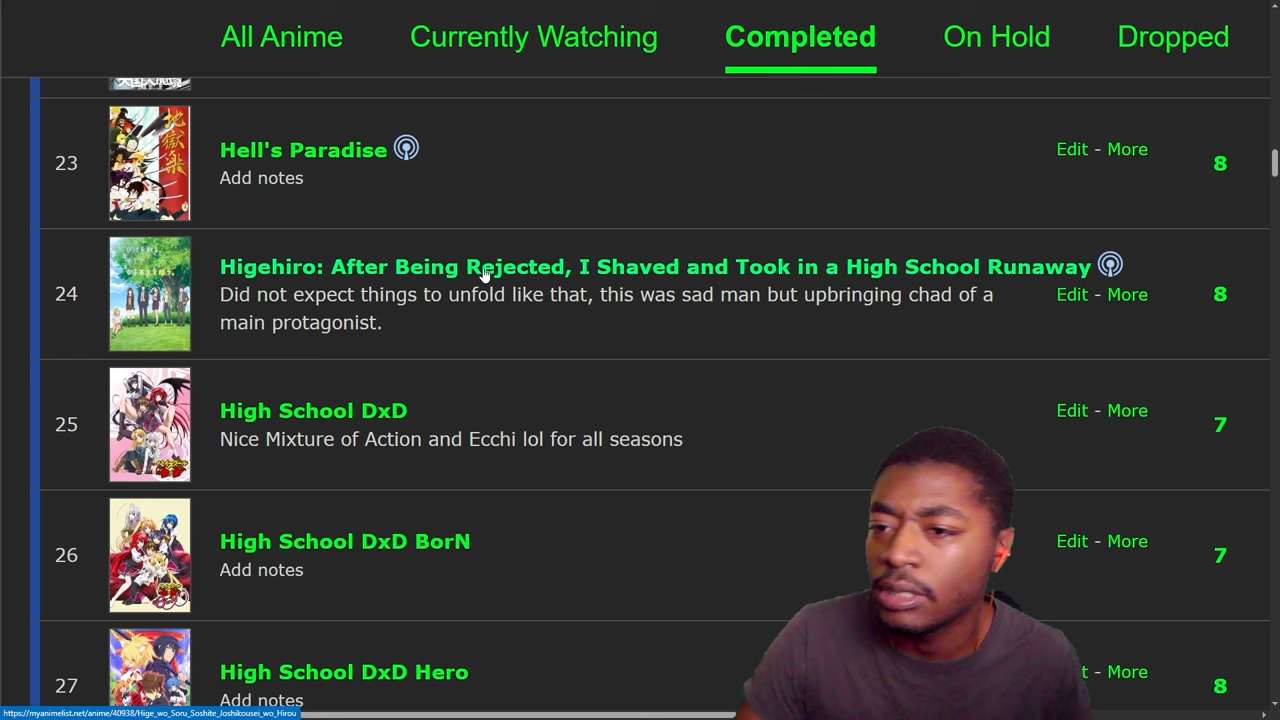 All Anime
Currently Watching
Completed
On Hold
Dropped
23
地獄楽
Hell's Paradise
Add notes
Edit - More
8
24
Higehiro: After Being Rejected, I Shaved and Took in a High School Runaway
Did not expect things to unfold like that, this was sad man but upbringing chad of a
main protagonist.
Edit - More
8
25
High School DxD
Nice Mixture of Action and Ecchi lol for all seasons
Edit - More
7
26
High School DxD BorN
Add notes
Edit - More
7
27
High School DxD Hero
Add notes
- More
8
https://myanimelist.net/anime/40938/Hige_wo_Soru_Soshite_Joshikousei_wo_Hirou